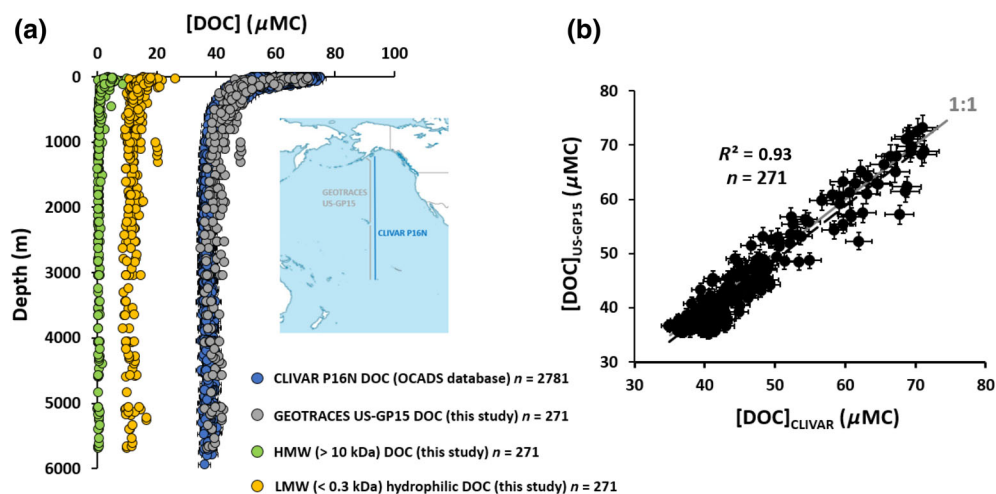 (a)
[DOC] (μMC)
0 20 40 60 80 100
0
1000
2000
3000
4000
5000
6000
Depth (m)
GEOTRACES
US-GP15
CLIVAR P16N
CLIVAR P16N DOC (OCADS database) n = 2781
GEOTRACES US-GP15 DOC (this study) n = 271
HMW (> 10 kDa) DOC (this study) n = 271
LMW (< 0.3 kDa) hydrophilic DOC (this study) n = 271
(b)
1:1
R² = 0.93
n = 271
80
70
60
50
40
30
[DOC]US-GP15 (μMC)
30 40 50 60 70 80
[DOC]CLIVAR (μMC)